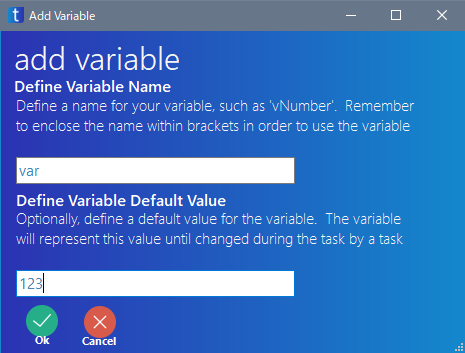 t Add Variable
add variable
Define Variable Name
Define a name for your variable, such as 'vNumber'. Remember
to enclose the name within brackets in order to use the variable
var
Define Variable Default Value
Optionally, define a default value for the variable. The variable
will represent this value until changed during the task by a task
123
Ok Cancel